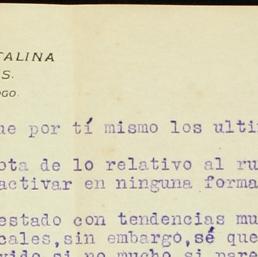 TALINA
S.
OGO.
ue por tí mismo los ulti
ota de lo relativo al ru
activar en ninguna forma
estado con tendencias mu
cales,sin embargo,sé que
vido si no mucho si pare